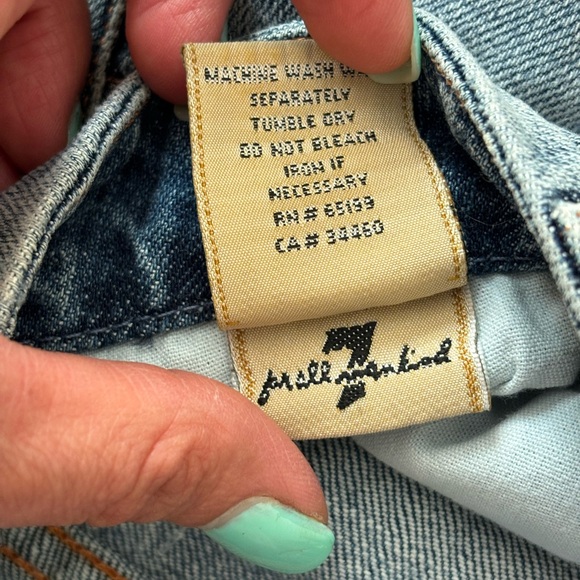 MACHINE WASH
SEPARATELY
TUMBLE DRY
DO NOT BLEACH
IRON IF
NECESSARY
RN# 65199
CA# 34460
7
for all mankind